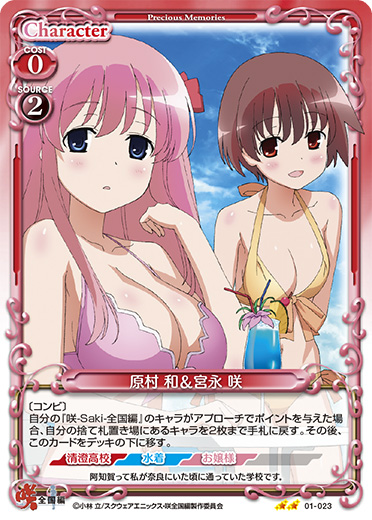 Precious Memories
Character
COST
0
SOURCE
2
原村 和&宮永 咲
[コンビ]
自分の『咲-Saki-全国編』のキャラがアプローチでポイントを与えた場
合、自分の捨て札置き場にあるキャラを2枚まで手札に戻す。その後、
このカードをデッキの下に移す。
清澄高校 水着 お嬢様
阿知賀って私が奈良にいた頃に通っていた学校です。
咲 全国編
©小林 立/スクウェアエニックス・咲全国編製作委員会
01-023